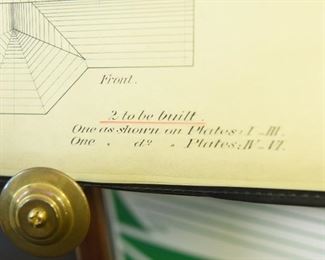 Front.
2 to be built.
One as shown on Plates: I-III.
One " dº " Plates: IV-VI.